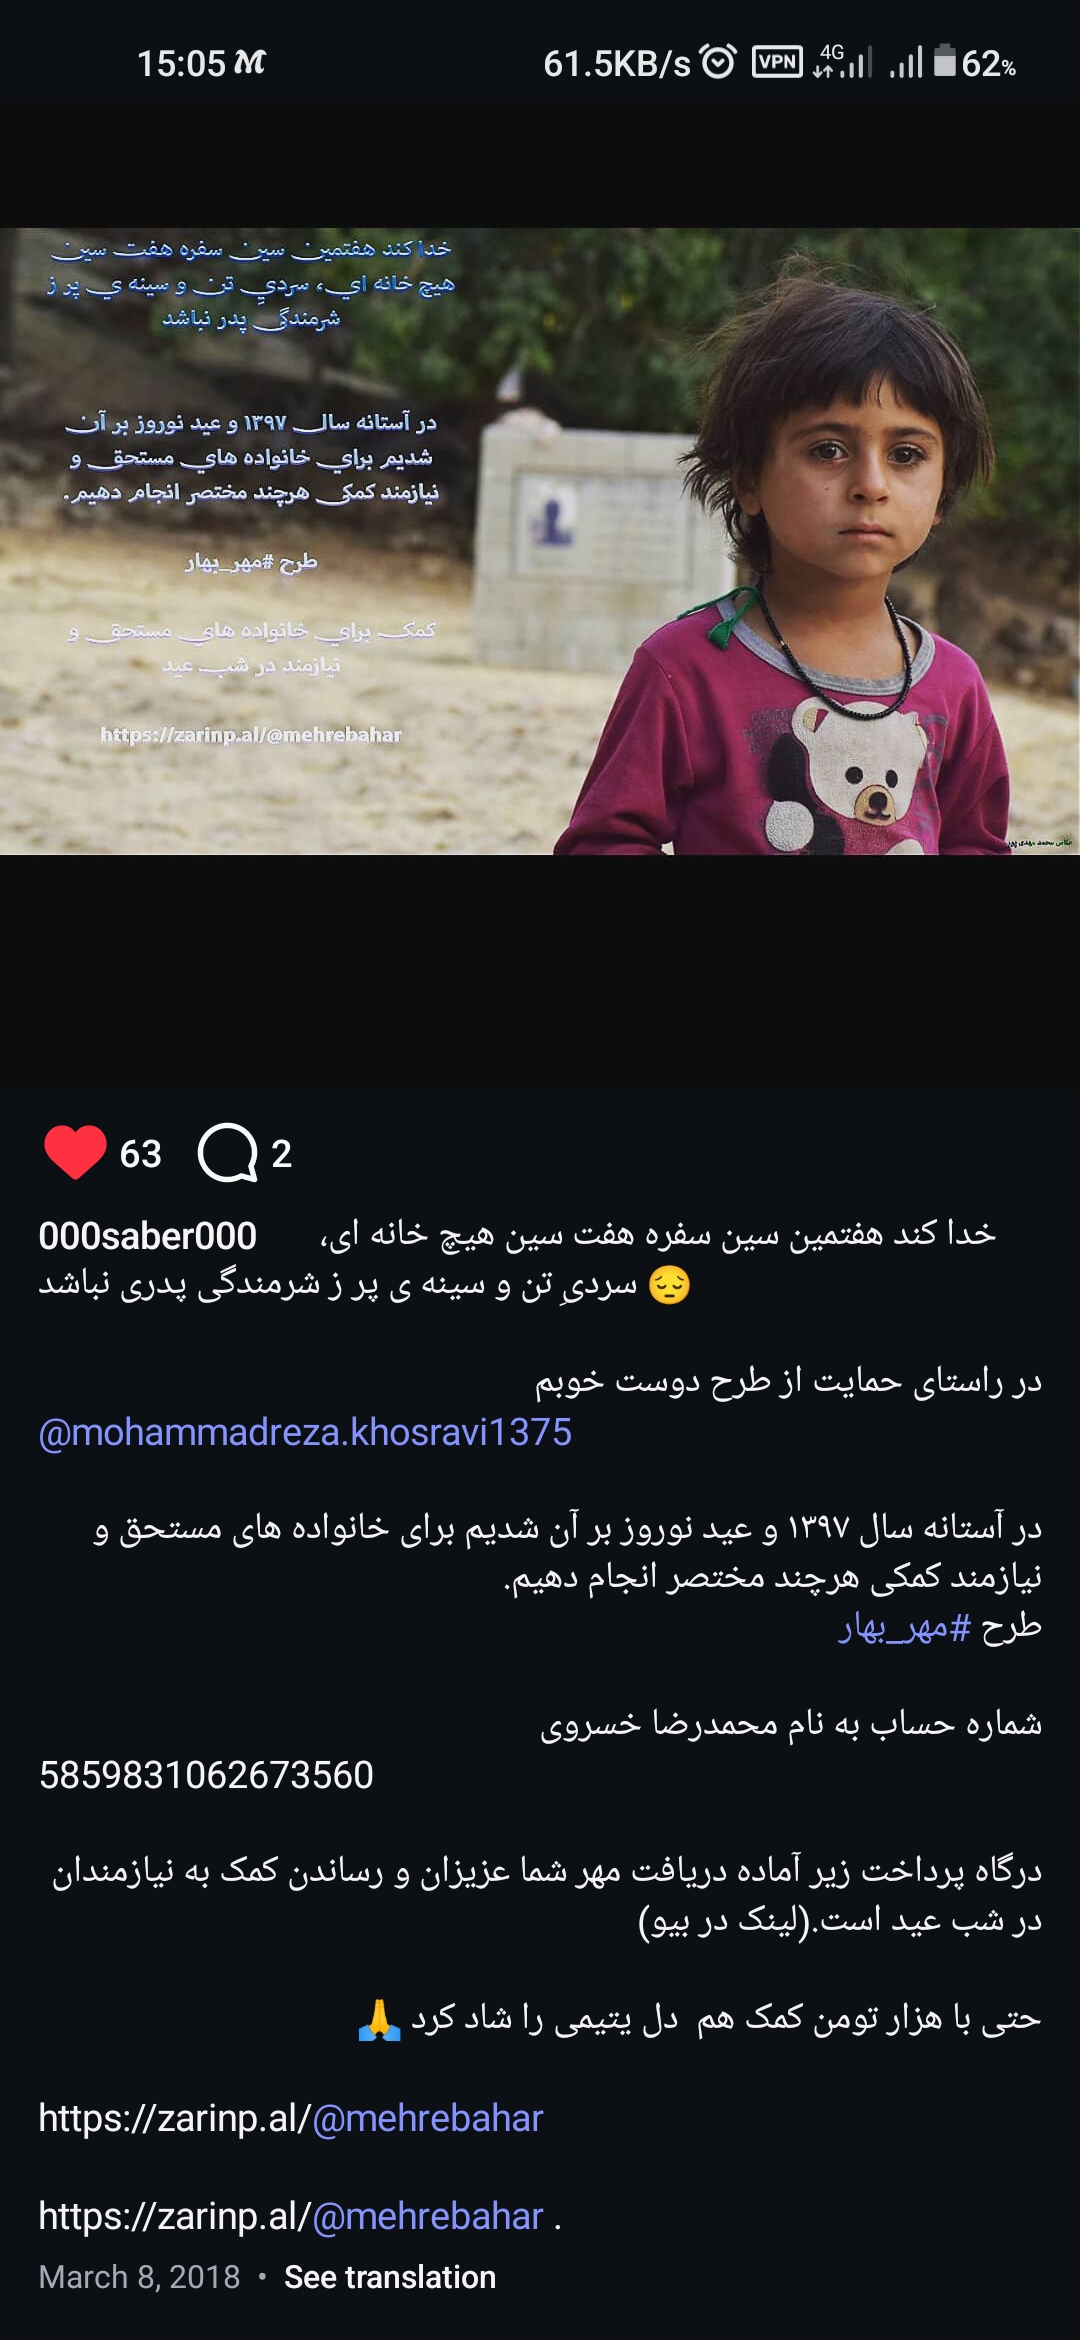 15:05 M 61.5KB/s VPN 4G 62%
خدا کند هفتمین سین سفره هفت سین
هیچ خانه اي، سرديِ تن و سینه ي پر ز
شرمندگی پدر نباشد
در آستانه سال ۱۳۹۷ و عید نوروز بر آن
شدیم براي خانواده هاي مستحق و
نیازمند کمکی هرچند مختصر انجام دهیم.
طرح #مهر_بهار
کمک براي خانواده هاي مستحق و
نیازمند در شب عید
https://zarinp.al/@mehrebahar
عکاس محمد مهدی پور
63 2
000saber000 خدا کند هفتمین سین سفره هفت سین هیچ خانه ای،
سردیِ تن و سینه ی پر ز شرمندگی پدری نباشد 😔
در راستای حمایت از طرح دوست خوبم
@mohammadreza.khosravi1375
در آستانه سال ۱۳۹۷ و عید نوروز بر آن شدیم برای خانواده های مستحق و
نیازمند کمکی هرچند مختصر انجام دهیم.
طرح #مهر_بهار
شماره حساب به نام محمدرضا خسروی
5859831062673560
درگاه پرداخت زیر آماده دریافت مهر شما عزیزان و رساندن کمک به نیازمندان
در شب عید است.(لینک در بیو)
حتی با هزار تومن کمک هم دل یتیمی را شاد کرد 🙏
https://zarinp.al/@mehrebahar
https://zarinp.al/@mehrebahar .
March 8, 2018 • See translation